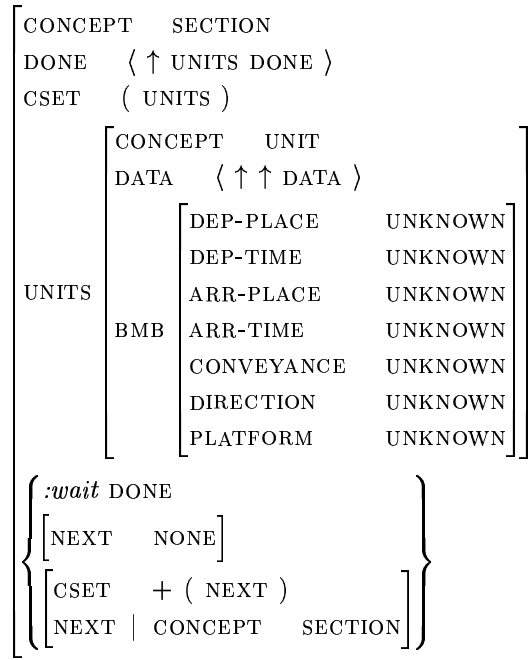 CONCEPT SECTION
DONE ⟨ ↑ UNITS DONE ⟩
CSET ( UNITS )
UNITS
CONCEPT UNIT
DATA ⟨ ↑ ↑ DATA ⟩
BMB
DEP-PLACE UNKNOWN
DEP-TIME UNKNOWN
ARR-PLACE UNKNOWN
ARR-TIME UNKNOWN
CONVEYANCE UNKNOWN
DIRECTION UNKNOWN
PLATFORM UNKNOWN
:wait DONE
[NEXT NONE]
CSET + ( NEXT )
NEXT | CONCEPT SECTION